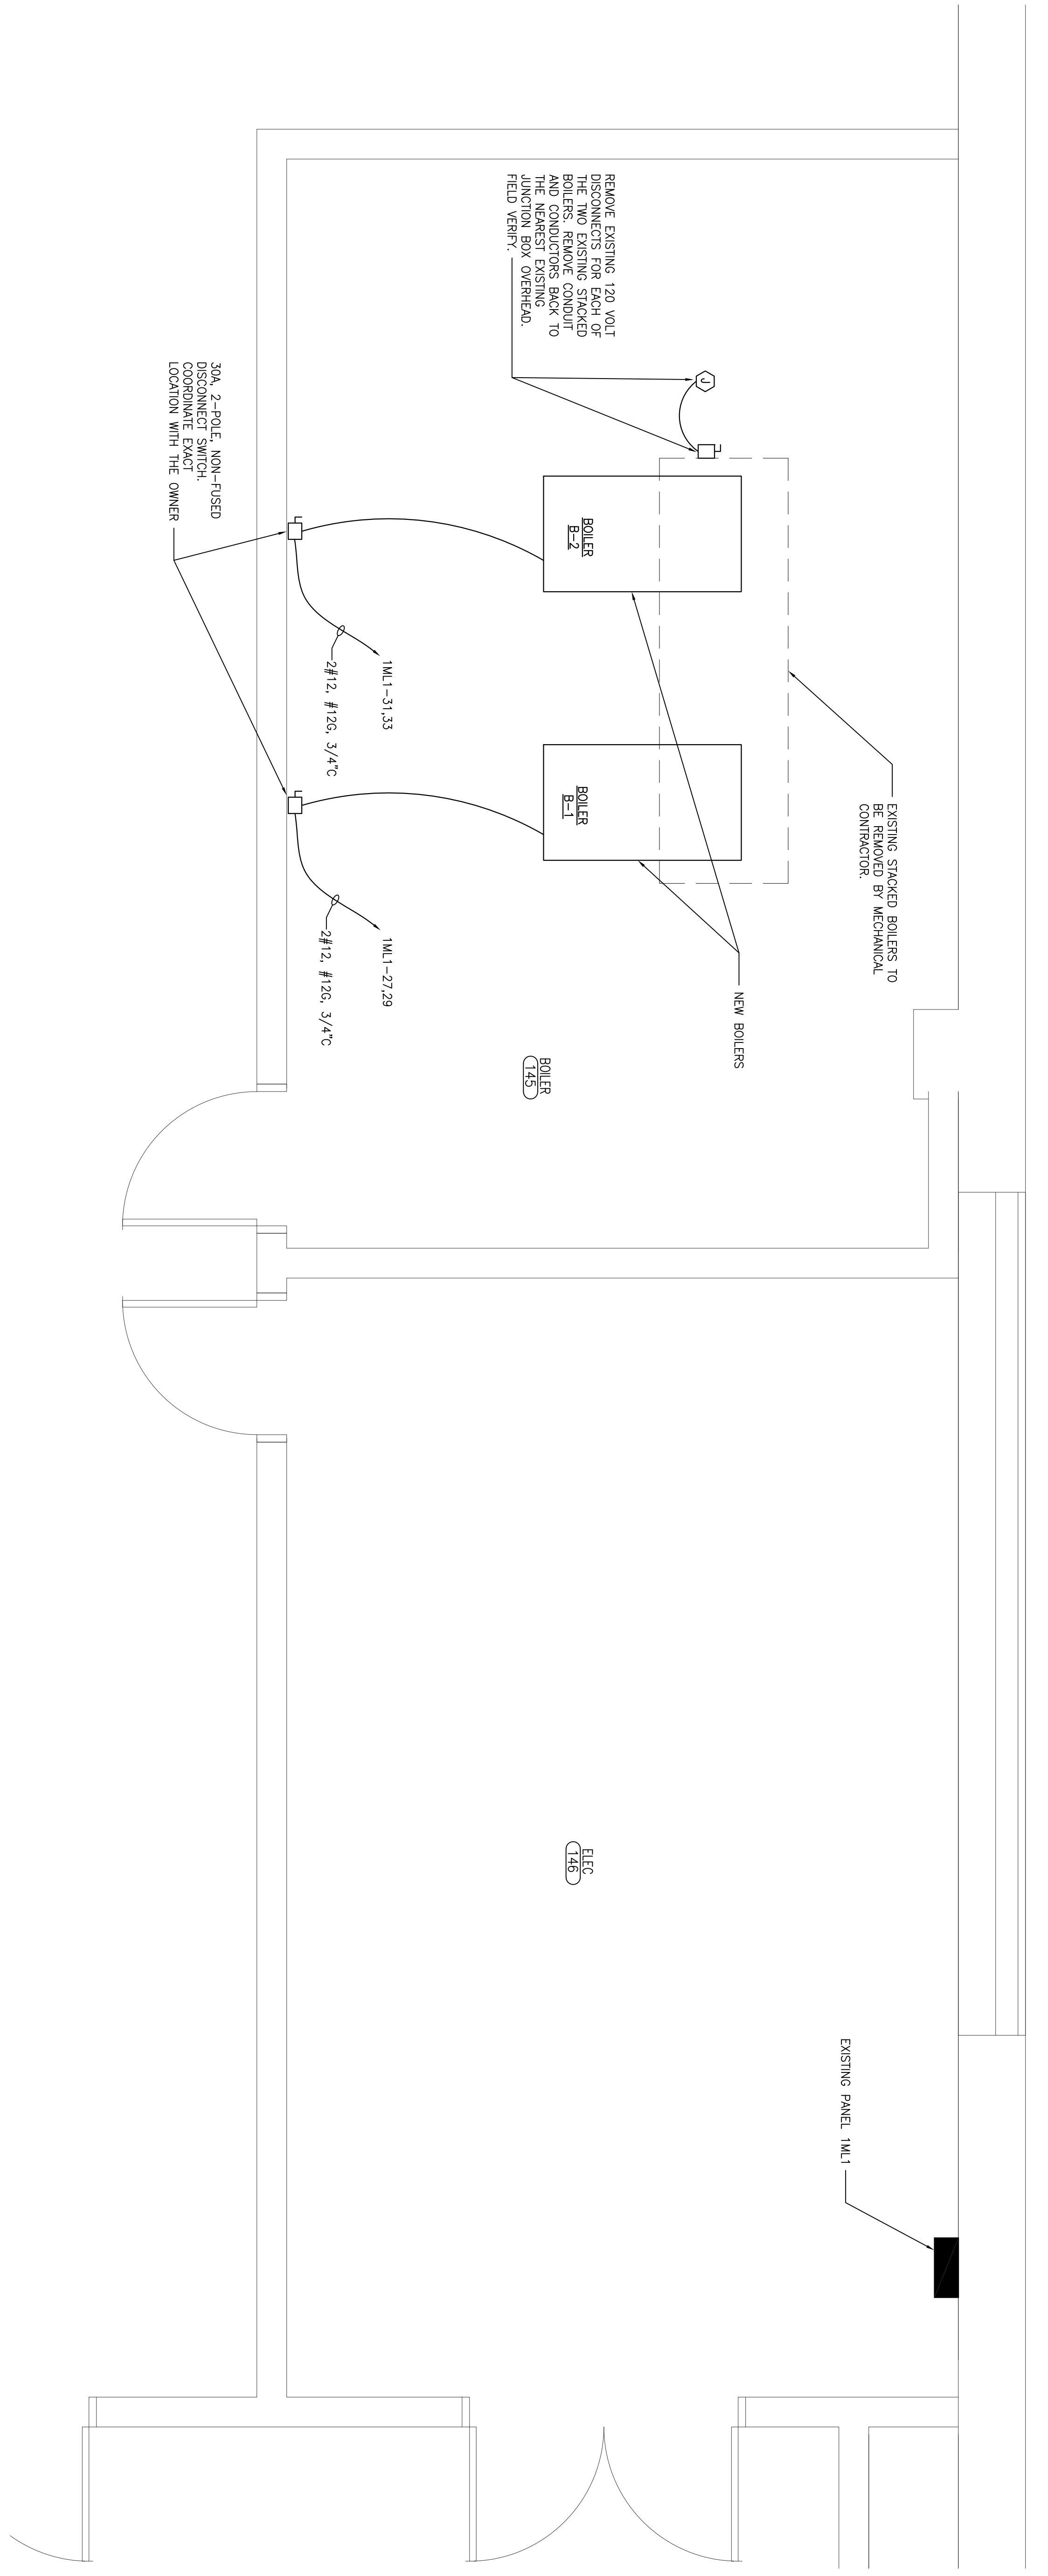 EXISTING STACKED BOILERS TO
BE REMOVED BY MECHANICAL
CONTRACTOR.
NEW BOILERS
REMOVE EXISTING 120 VOLT
DISCONNECTS FOR EACH OF
THE TWO EXISTING STACKED
BOILERS. REMOVE CONDUIT
AND CONDUCTORS BACK TO
THE NEAREST EXISTING
JUNCTION BOX OVERHEAD.
FIELD VERIFY.
J
BOILER
B-2
BOILER
B-1
1ML1-31,33
2#12, #12G, 3/4"C
1ML1-27,29
2#12, #12G, 3/4"C
30A, 2-POLE, NON-FUSED
DISCONNECT SWITCH.
COORDINATE EXACT
LOCATION WITH THE OWNER
BOILER
145
ELEC
146
EXISTING PANEL 1ML1